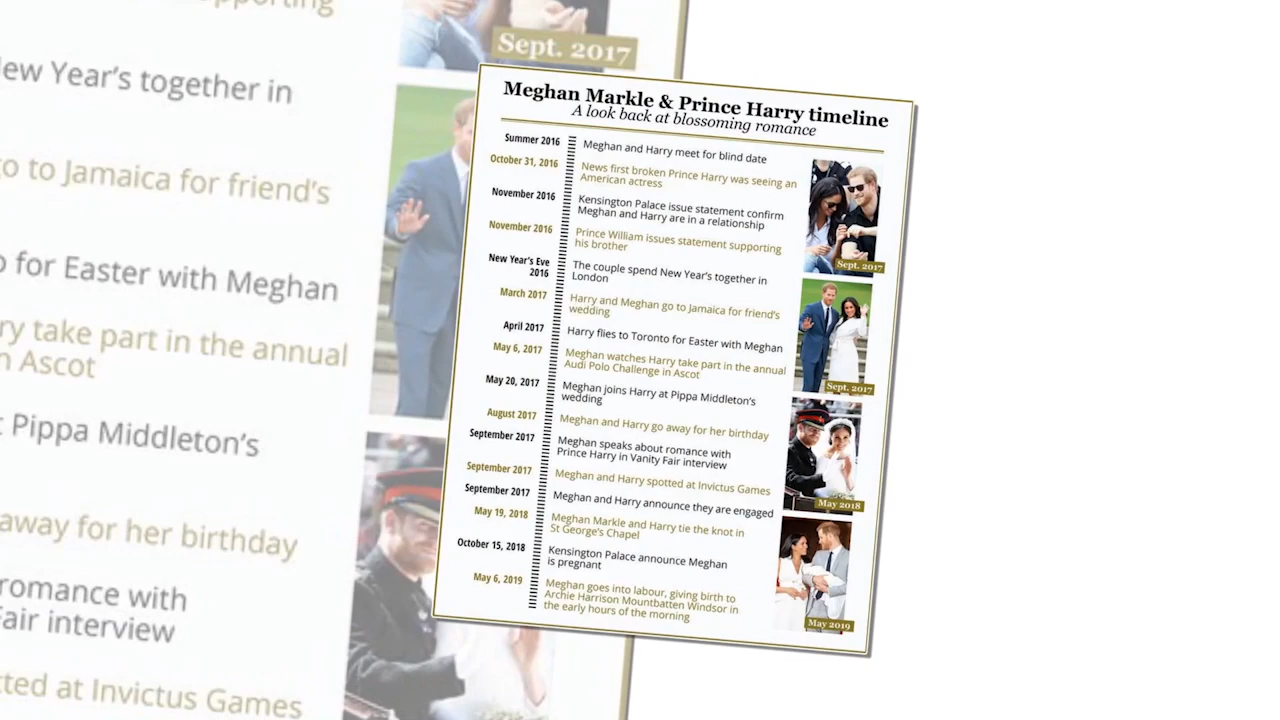 pporting
Sept. 2017
ew Year's together in
go to Jamaica for friend's
o for Easter with Meghan
ry take part in the annual
n Ascot
t Pippa Middleton's
away for her birthday
romance with
air interview
tted at Invictus Games
Meghan Markle & Prince Harry timeline
A look back at blossoming romance
Summer 2016
Meghan and Harry meet for blind date
October 31, 2016
News first broken Prince Harry was seeing an
American actress
November 2016
Kensington Palace issue statement confirm
Meghan and Harry are in a relationship
November 2016
Prince William issues statement supporting
his brother
New Year's Eve
2016
The couple spend New Year's together in
London
March 2017
Harry and Meghan go to Jamaica for friend's
wedding
April 2017
Harry flies to Toronto for Easter with Meghan
May 6, 2017
Meghan watches Harry take part in the annual
Audi Polo Challenge in Ascot
May 20, 2017
Meghan joins Harry at Pippa Middleton's
wedding
August 2017
Meghan and Harry go away for her birthday
September 2017
Meghan speaks about romance with
Prince Harry in Vanity Fair interview
September 2017
Meghan and Harry spotted at Invictus Games
September 2017
Meghan and Harry announce they are engaged
May 19, 2018
Meghan Markle and Harry tie the knot in
St George's Chapel
October 15, 2018
Kensington Palace announce Meghan
is pregnant
May 6, 2019
Meghan goes into labour, giving birth to
Archie Harrison Mountbatten Windsor in
the early hours of the morning
Sept. 2017
Sept. 2017
May 2018
May 2019